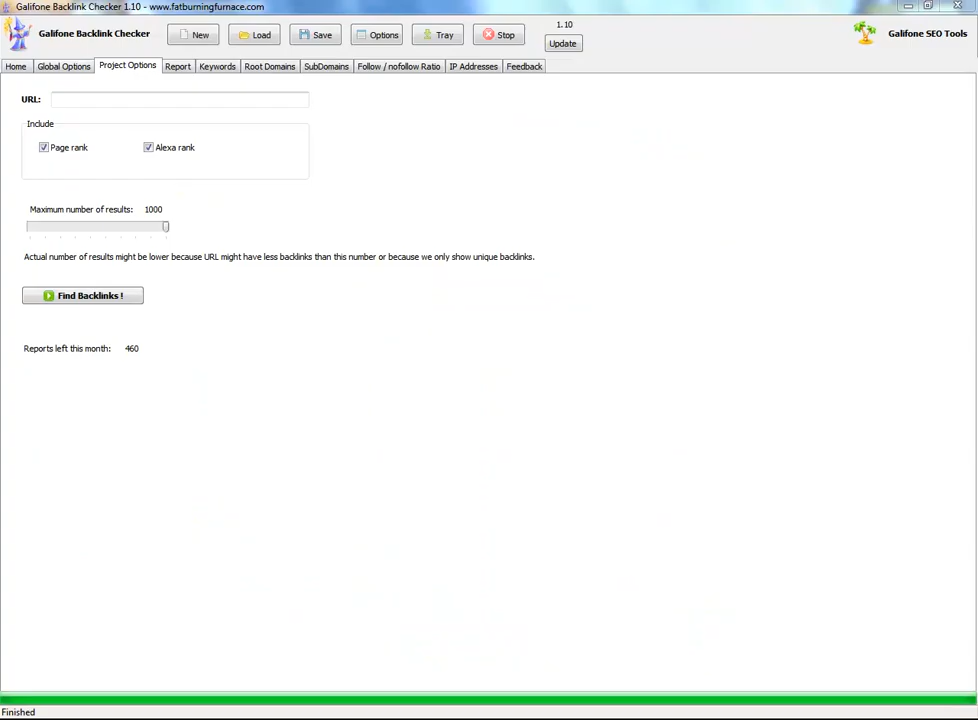 Galifone Backlink Checker 1.10 - www.fatburningfurnace.com
Galifone Backlink Checker
New
Load
Save
Options
Tray
Stop
1.10
Update
Galifone SEO Tools
Home
Global Options
Project Options
Report
Keywords
Root Domains
SubDomains
Follow / nofollow Ratio
IP Addresses
Feedback
URL:
Include
Page rank
Alexa rank
Maximum number of results: 1000
Actual number of results might be lower because URL might have less backlinks than this number or because we only show unique backlinks.
Find Backlinks !
Reports left this month: 460
Finished